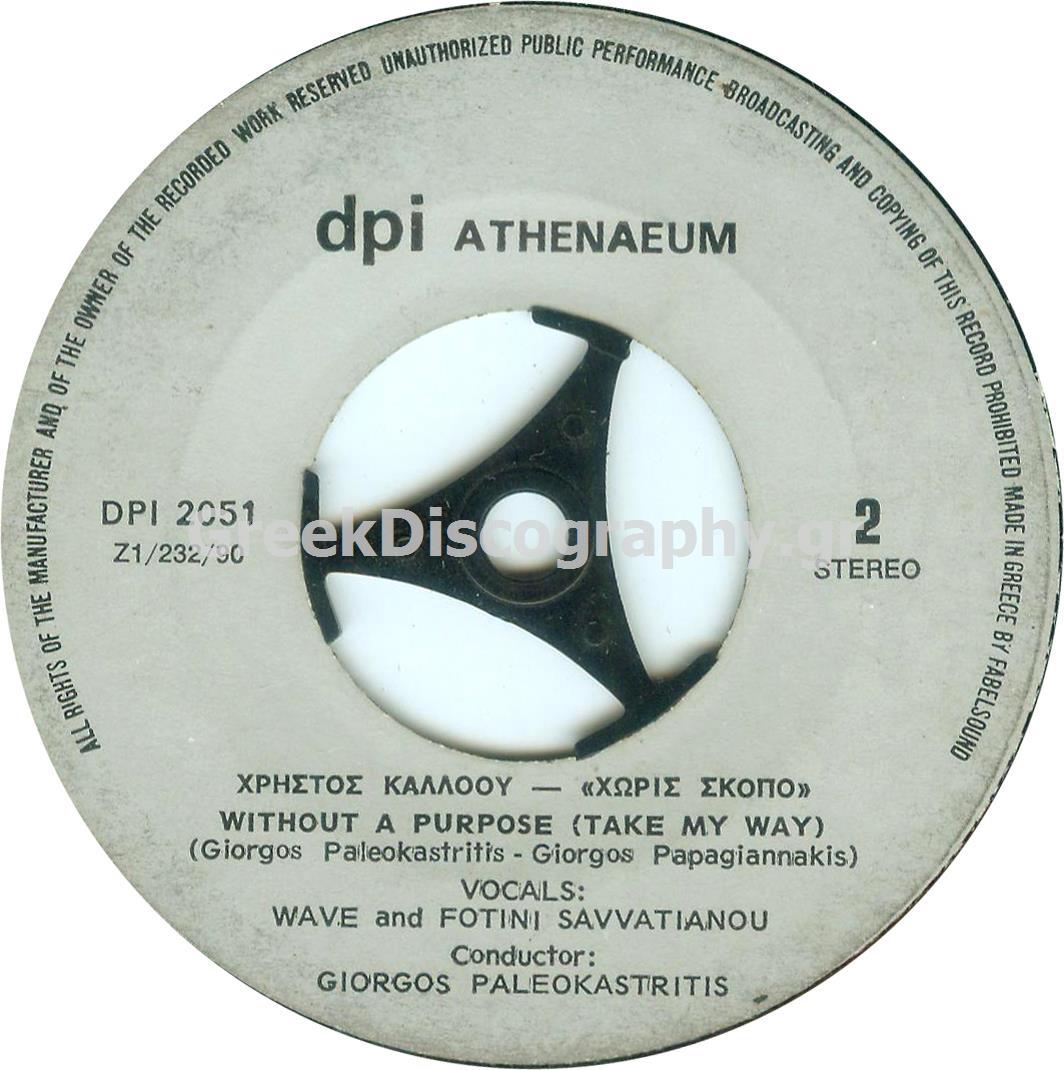 ALL RIGHTS OF THE MANUFACTURER AND OF THE OWNER OF THE RECORDED WORK RESERVED UNAUTHORIZED PUBLIC PERFORMANCE BROADCASTING AND COPYING OF THIS RECORD PROHIBITED MADE IN GREECE BY FABELSOUND
dpi ATHENAEUM
DPI 2051
Z1/232/90
2
STEREO
GreekDiscography.gr
ΧΡΗΣΤΟΣ ΚΑΛΛΟΟΥ — «ΧΩΡΙΣ ΣΚΟΠΟ»
WITHOUT A PURPOSE (TAKE MY WAY)
(Giorgos Paleokastritis - Giorgos Papagiannakis)
VOCALS:
WAVE and FOTINI SAVVATIANOU
Conductor:
GIORGOS PALEOKASTRITIS